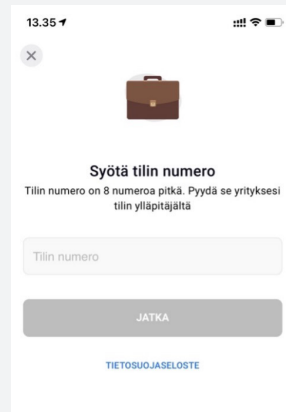 13.35
Syötä tilin numero
Tilin numero on 8 numeroa pitkä. Pyydä se yrityksesi
tilin ylläpitäjältä
Tilin numero
JATKA
TIETOSUOJASELOSTE